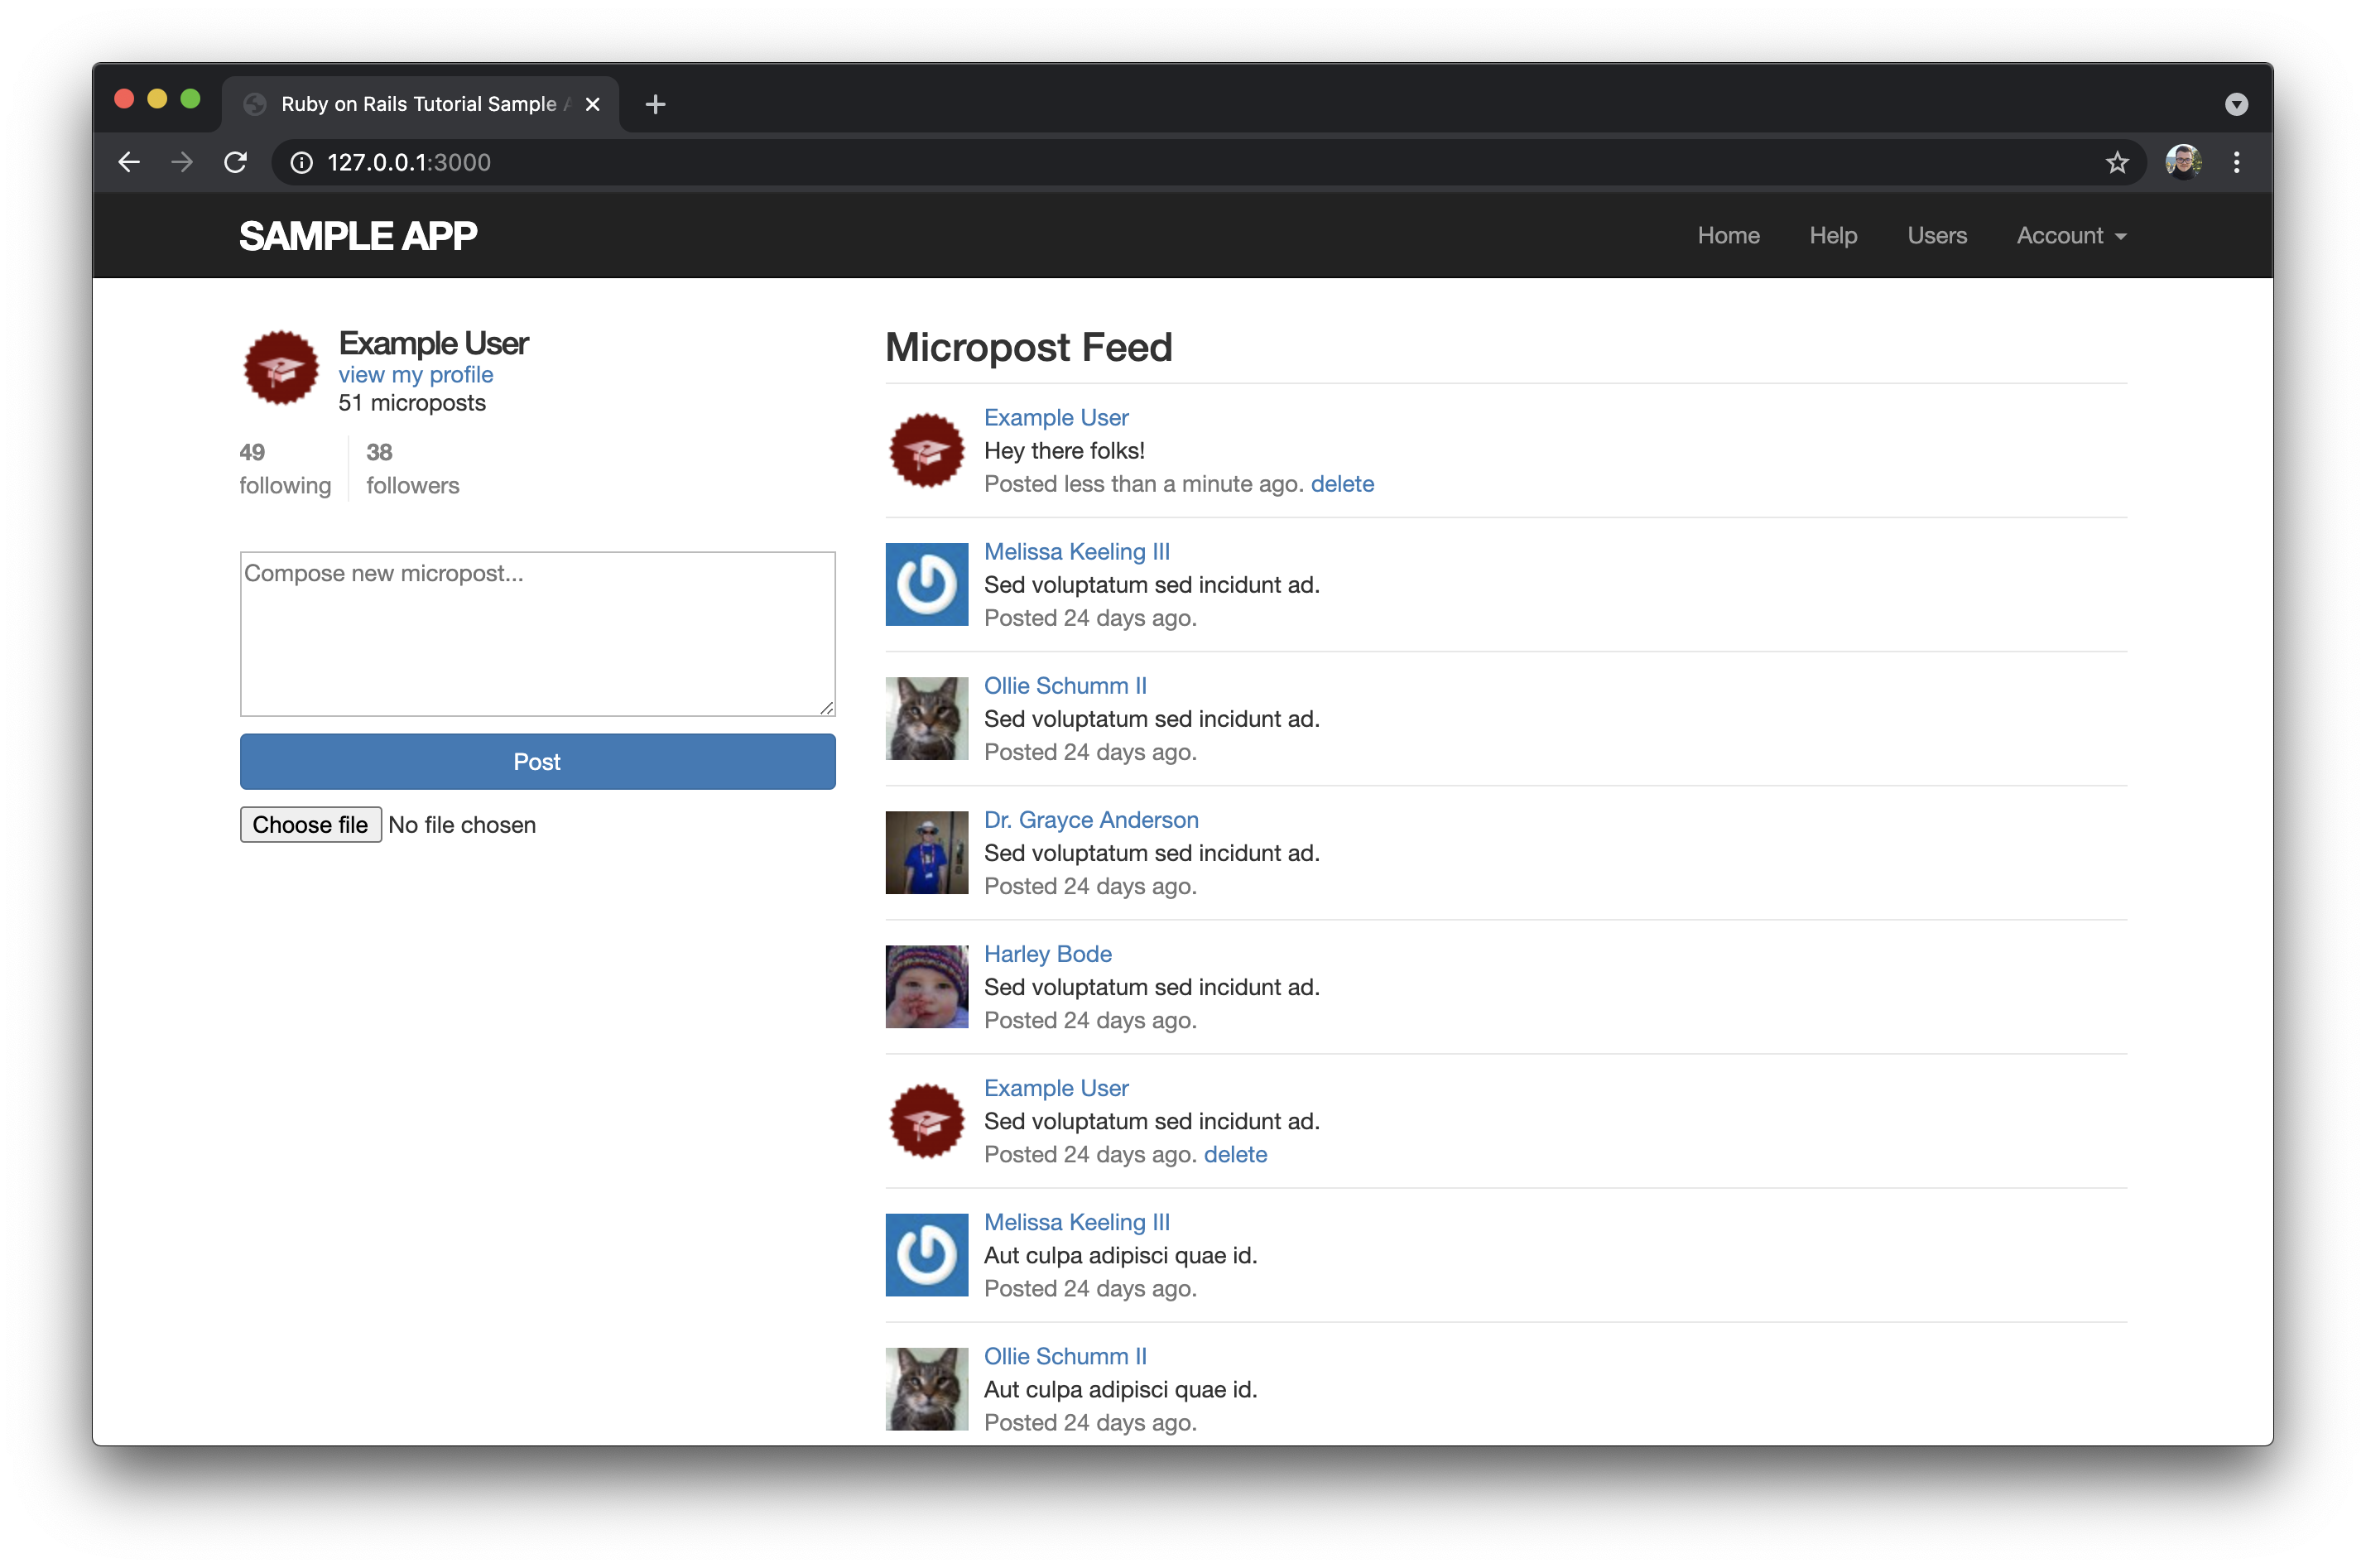 Ruby on Rails Tutorial Sample
127.0.0.1:3000
SAMPLE APP
Home Help Users Account
Example User
view my profile
51 microposts
49 following
38 followers
Compose new micropost...
Post
Choose file No file chosen
Micropost Feed
Example User
Hey there folks!
Posted less than a minute ago. delete
Melissa Keeling III
Sed voluptatum sed incidunt ad.
Posted 24 days ago.
Ollie Schumm II
Sed voluptatum sed incidunt ad.
Posted 24 days ago.
Dr. Grayce Anderson
Sed voluptatum sed incidunt ad.
Posted 24 days ago.
Harley Bode
Sed voluptatum sed incidunt ad.
Posted 24 days ago.
Example User
Sed voluptatum sed incidunt ad.
Posted 24 days ago. delete
Melissa Keeling III
Aut culpa adipisci quae id.
Posted 24 days ago.
Ollie Schumm II
Aut culpa adipisci quae id.
Posted 24 days ago.